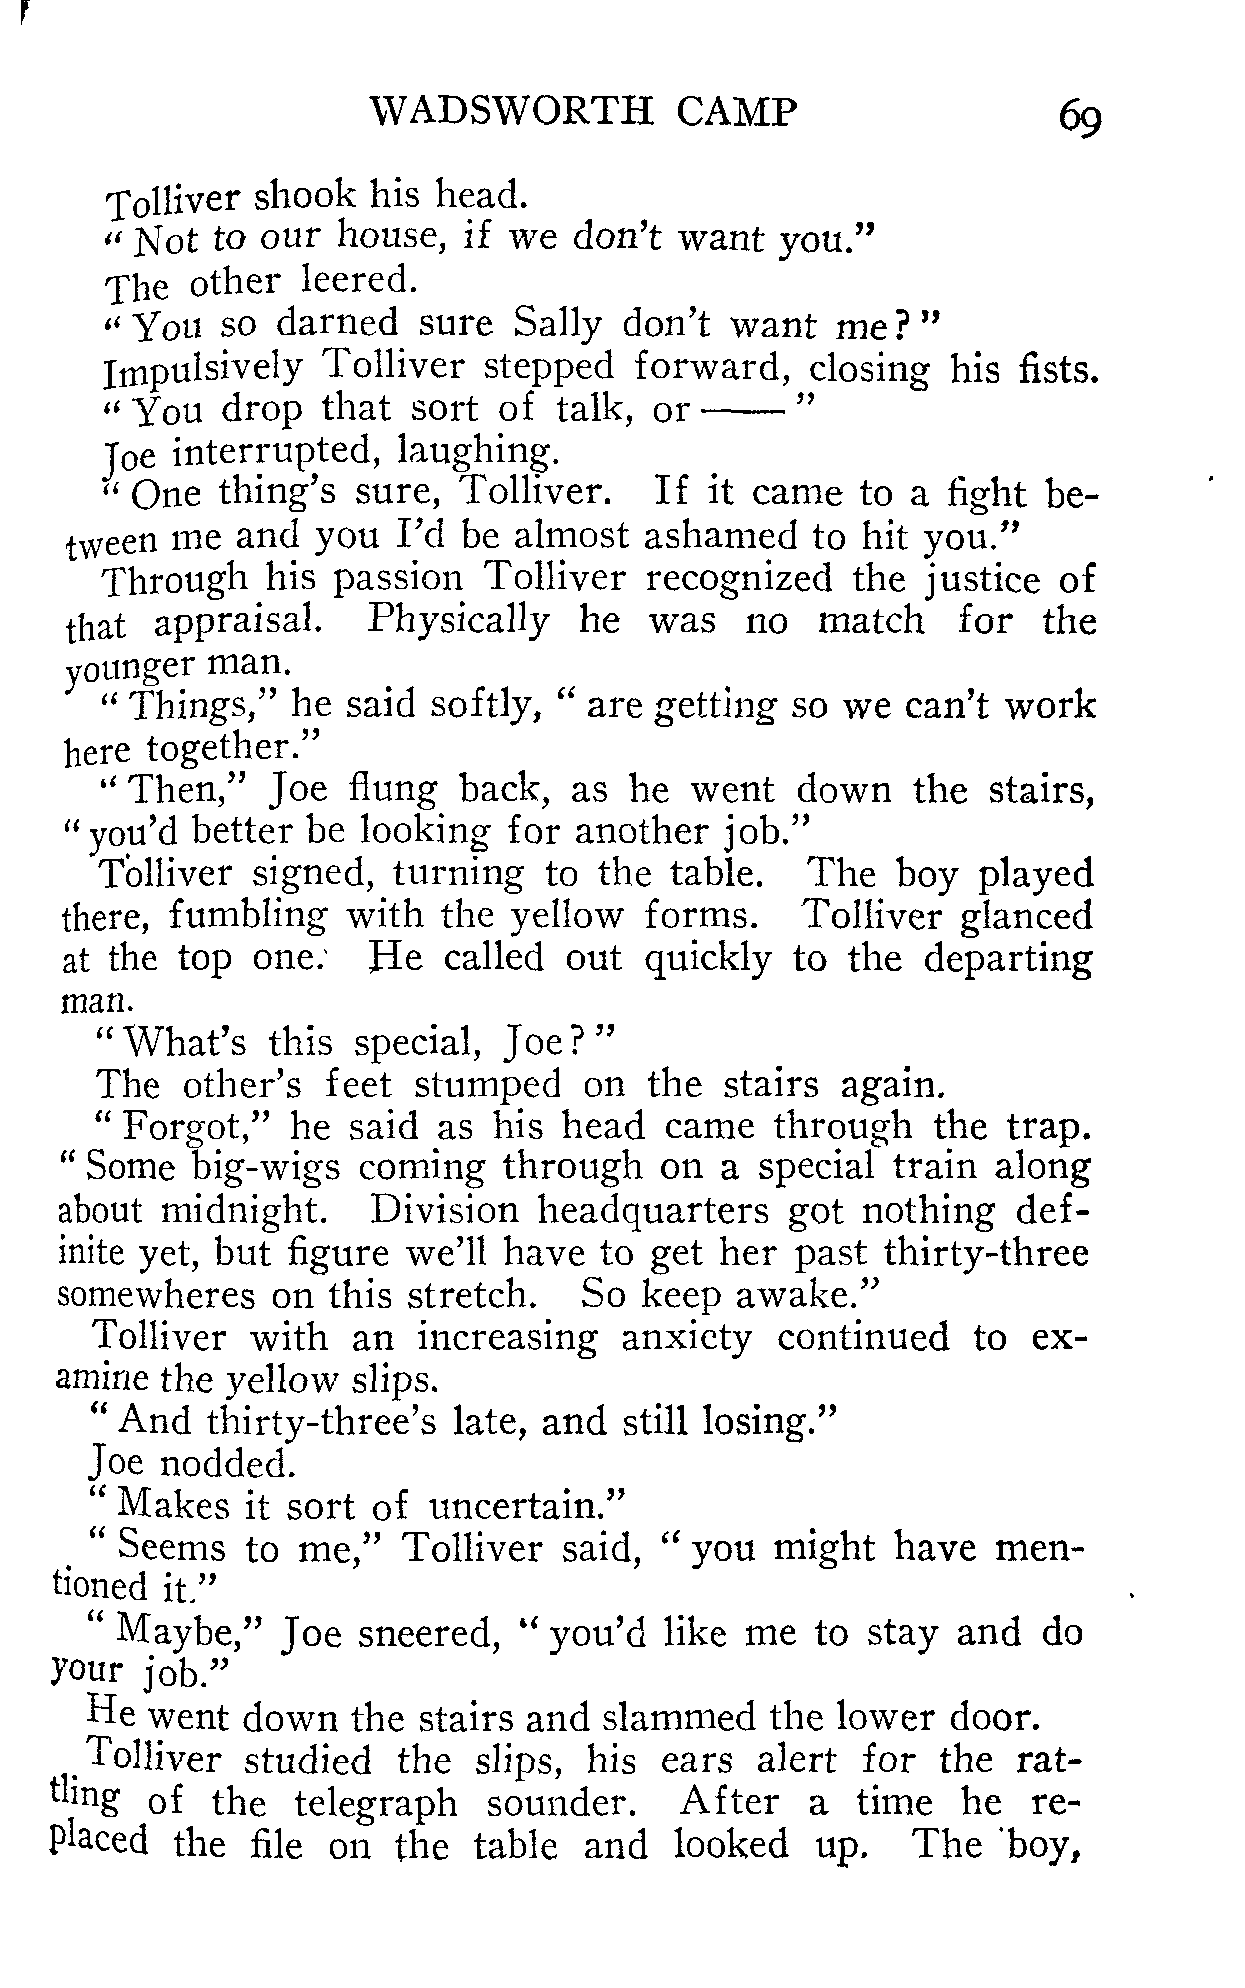 WADSWORTH CAMP 69
Tolliver shook his head.
" Not to our house, if we don't want you."
The other leered.
" You so darned sure Sally don't want me? "
Impulsively Tolliver stepped forward, closing his fists.
" You drop that sort of talk, or —— "
Joe interrupted, laughing.
" One thing's sure, Tolliver. If it came to a fight be-
tween me and you I'd be almost ashamed to hit you."
Through his passion Tolliver recognized the justice of
that appraisal. Physically he was no match for the
younger man.
" Things," he said softly, " are getting so we can't work
here together."
" Then," Joe flung back, as he went down the stairs,
" you'd better be looking for another job."
Tolliver signed, turning to the table. The boy played
there, fumbling with the yellow forms. Tolliver glanced
at the top one. He called out quickly to the departing
man.
" What's this special, Joe? "
The other's feet stumped on the stairs again.
" Forgot," he said as his head came through the trap.
" Some big-wigs coming through on a special train along
about midnight. Division headquarters got nothing def-
inite yet, but figure we'll have to get her past thirty-three
somewheres on this stretch. So keep awake."
Tolliver with an increasing anxiety continued to ex-
amine the yellow slips.
" And thirty-three's late, and still losing."
Joe nodded.
" Makes it sort of uncertain."
" Seems to me," Tolliver said, " you might have men-
tioned it."
" Maybe," Joe sneered, " you'd like me to stay and do
your job."
He went down the stairs and slammed the lower door.
Tolliver studied the slips, his ears alert for the rat-
tling of the telegraph sounder. After a time he re-
placed the file on the table and looked up. The boy,